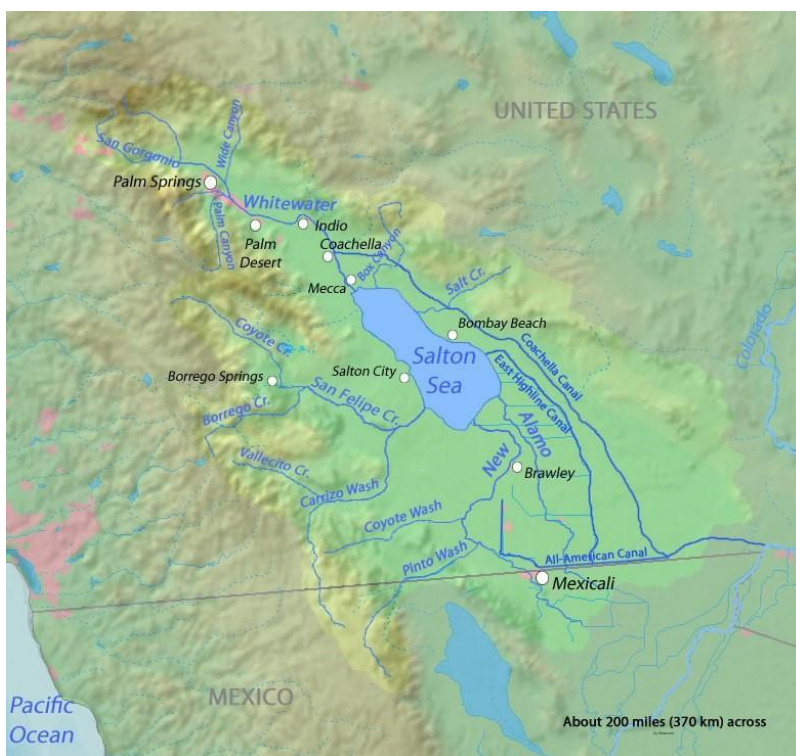 UNITED STATES
San Gorgonio
Wide Canyon
Palm Springs
Whitewater
Palm Canyon
Palm
Desert
Indio
Coachella
Box Canyon
Mecca
Salt Cr.
Bombay Beach
Coyote Cr.
Salton City
Salton
Sea
Coachella Canal
Colorado
Borrego Springs
San Felipe Cr.
East Highline Canal
Borrego Cr.
Alamo
Vallecito Cr.
New
Brawley
Carrizo Wash
Coyote Wash
Pinto Wash
All-American Canal
Mexicali
MEXICO
Pacific
Ocean
About 200 miles (370 km) across